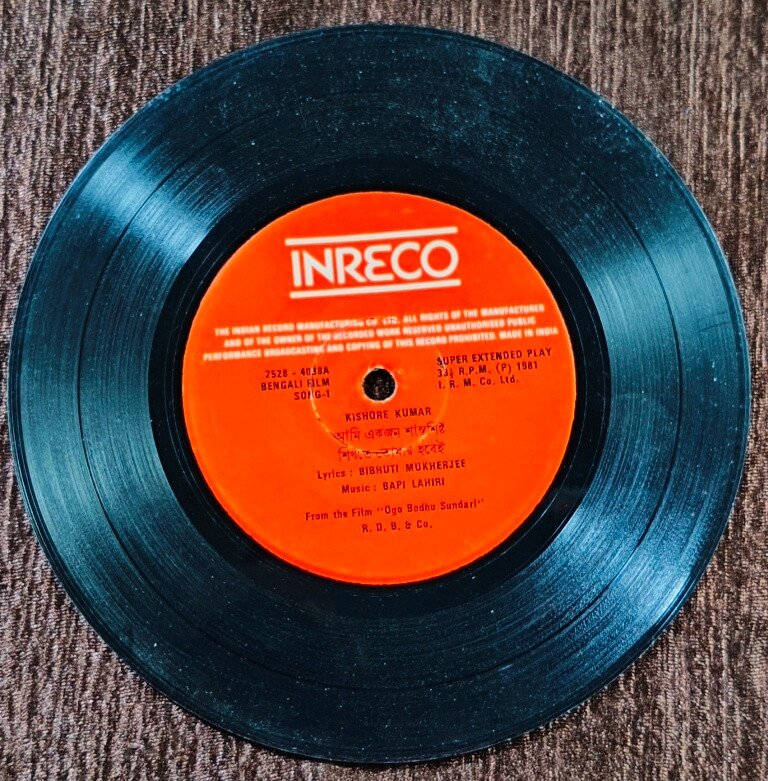 INRECO
THE INDIAN RECORD MANUFACTURING CO. LTD. ALL RIGHTS OF THE MANUFACTURER
AND OF THE OWNER OF THE RECORDED WORK RESERVED UNAUTHORISED PUBLIC
PERFORMANCE BROADCASTING AND COPYING OF THIS RECORD PROHIBITED. MADE IN INDIA
2528 - 4038A
BENGALI FILM
SONG-1
SUPER EXTENDED PLAY
33⅓ R.P.M. (P) 1981
I. R. M. Co. Ltd.
KISHORE KUMAR
আমি একজন শান্তশিষ্ট
শিখতে তোমায় হবেই
Lyrics : BIBHUTI MUKHERJEE
Music : BAPI LAHIRI
From the Film "Ogo Bodhu Sundari"
R. D. B. & Co.